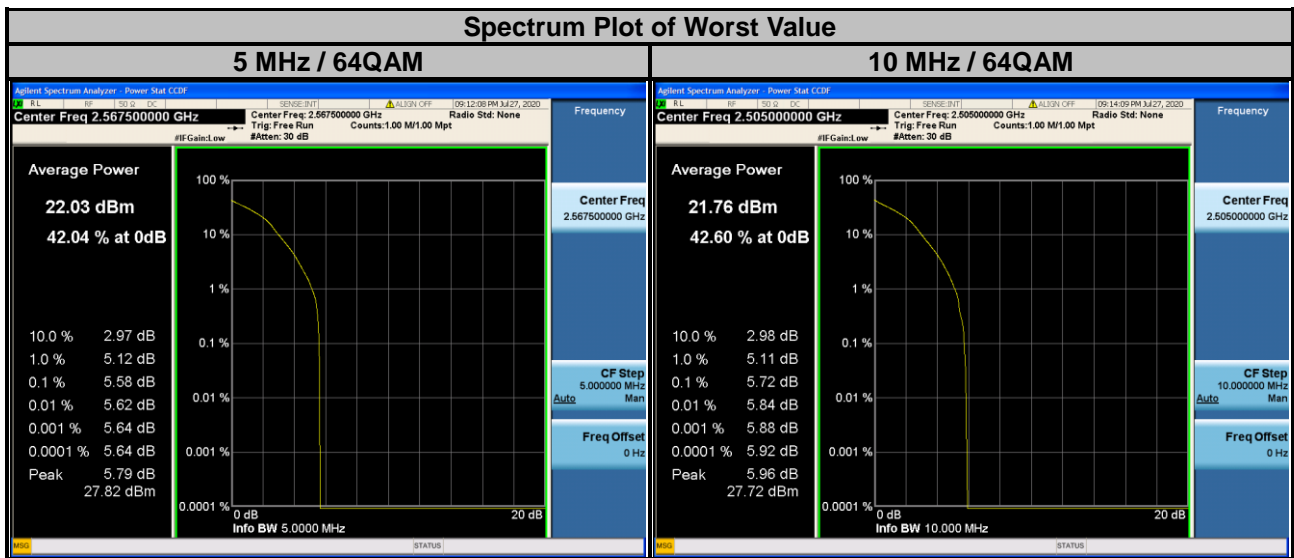 Spectrum Plot of Worst Value
5 MHz / 64QAM
10 MHz / 64QAM
Agilent Spectrum Analyzer - Power Stat CCDF
RL RF 50 Ω DC SENSE:INT ALIGN OFF 09:12:08 PM Jul 27, 2020
Center Freq 2.567500000 GHz
Center Freq: 2.567500000 GHz Radio Std: None
Trig: Free Run Counts:1.00 M/1.00 Mpt
#IFGain:Low #Atten: 30 dB
Frequency
Average Power
22.03 dBm
42.04 % at 0dB
10.0 % 2.97 dB
1.0 % 5.12 dB
0.1 % 5.58 dB
0.01 % 5.62 dB
0.001 % 5.64 dB
0.0001 % 5.64 dB
Peak 5.79 dB
27.82 dBm
100 %
10 %
1 %
0.1 %
0.01 %
0.001 %
0.0001 %
0 dB 20 dB
Info BW 5.0000 MHz
Center Freq
2.567500000 GHz
CF Step
5.000000 MHz
Auto Man
Freq Offset
0 Hz
MSG STATUS
Agilent Spectrum Analyzer - Power Stat CCDF
RL RF 50 Ω DC SENSE:INT ALIGN OFF 09:14:09 PM Jul 27, 2020
Center Freq 2.505000000 GHz
Center Freq: 2.505000000 GHz Radio Std: None
Trig: Free Run Counts:1.00 M/1.00 Mpt
#IFGain:Low #Atten: 30 dB
Frequency
Average Power
21.76 dBm
42.60 % at 0dB
10.0 % 2.98 dB
1.0 % 5.11 dB
0.1 % 5.72 dB
0.01 % 5.84 dB
0.001 % 5.88 dB
0.0001 % 5.92 dB
Peak 5.96 dB
27.72 dBm
100 %
10 %
1 %
0.1 %
0.01 %
0.001 %
0.0001 %
0 dB 20 dB
Info BW 10.000 MHz
Center Freq
2.505000000 GHz
CF Step
10.000000 MHz
Auto Man
Freq Offset
0 Hz
MSG STATUS